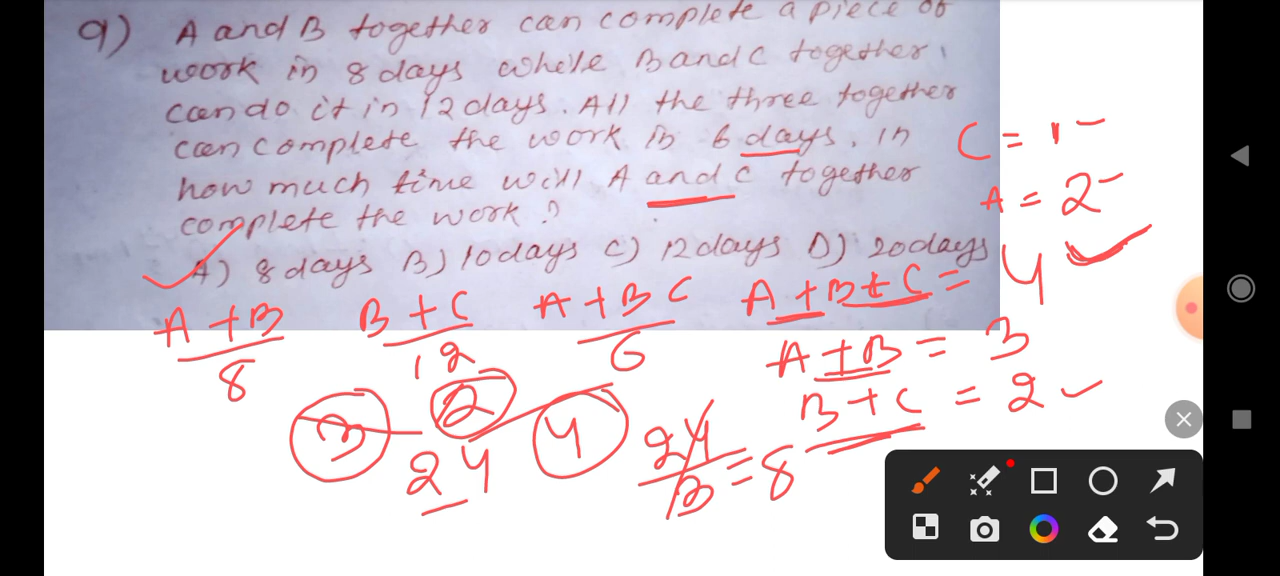 9) A and B together can complete a piece of
work in 8 days while B and C together
can do it in 12 days. All the three together
can complete the work in 6 days. in
how much time will A and C together
complete the work?
A) 8 days B) 10 days C) 12 days D) 20 days
C = 1
A = 2
A + B
8
B + C
12
A + B C
6
A + B + C = 4
A + B = 3
B + C = 2
3
2
4
24
24
3
= 8